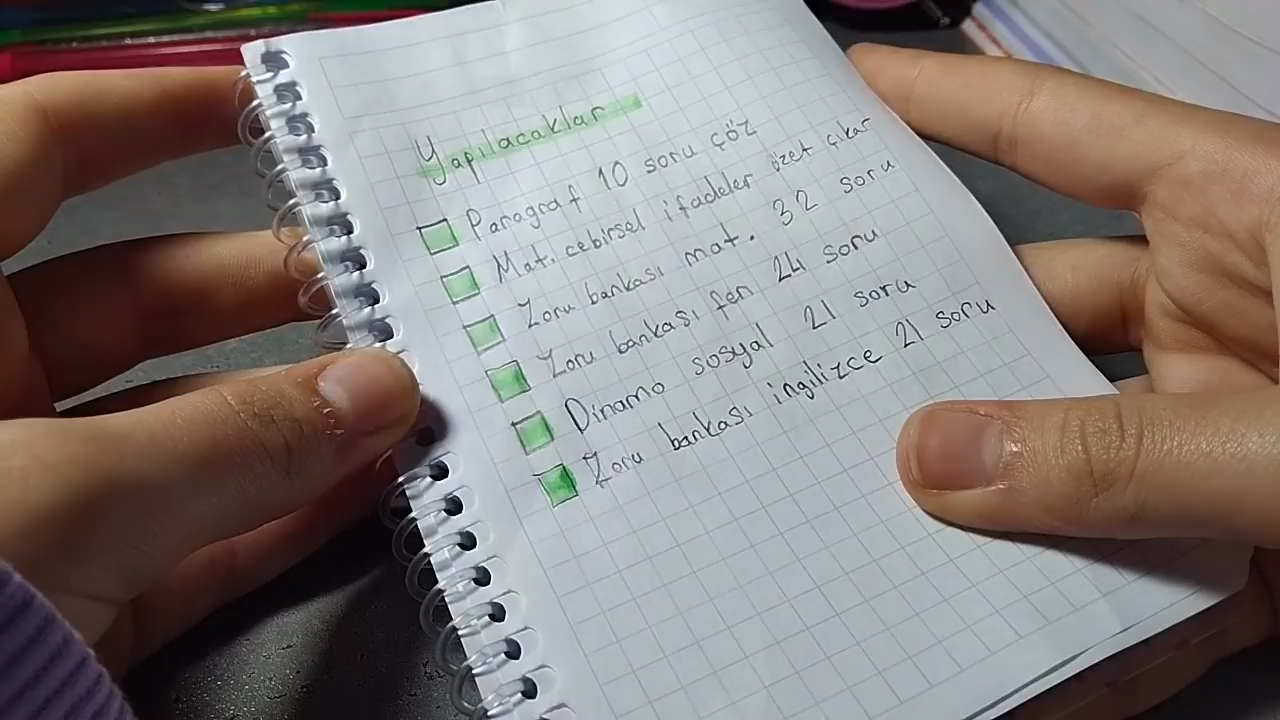 Yapılacaklar
Paragraf 10 soru çöz
Mat. cebirsel ifadeler özet çıkar
Zoru bankası mat. 32 soru
Zoru bankası fen 24 soru
Dinamo sosyal 21 soru
Zoru bankası ingilizce 21 soru